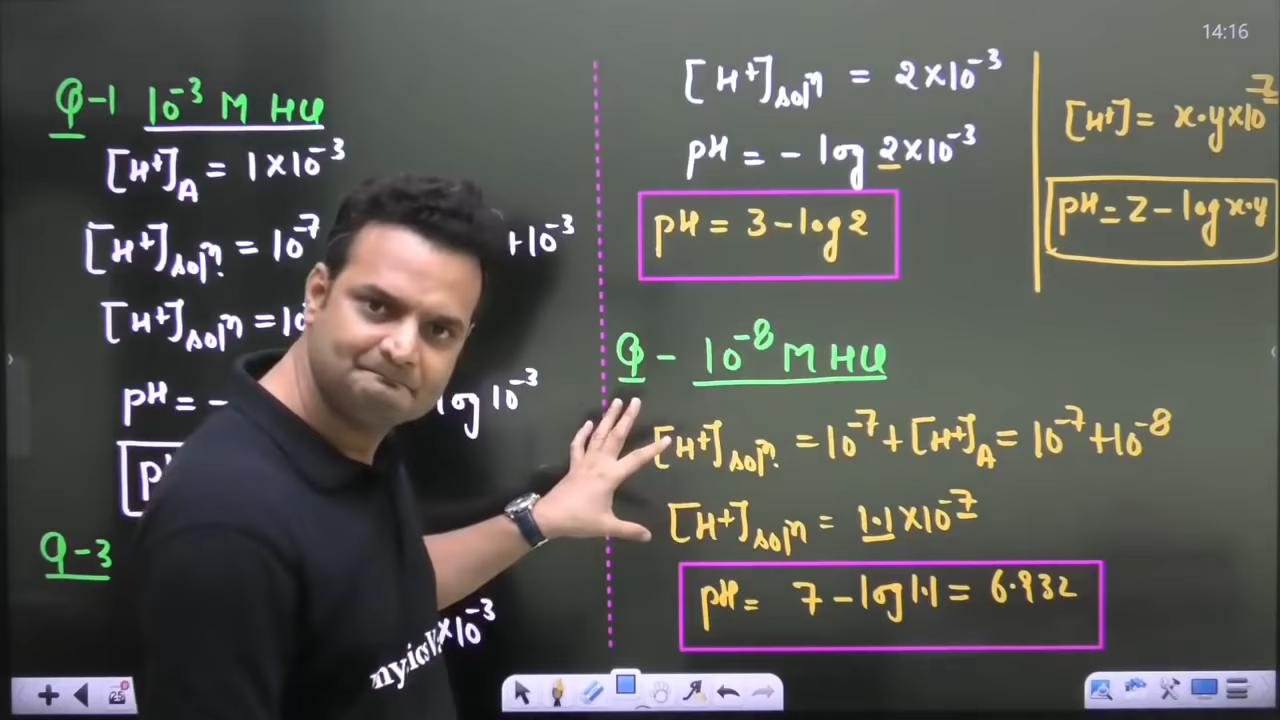 14:16
Q-1 10⁻³ M HCl
[H⁺]A = 1×10⁻³
[H⁺]solⁿ. = 10⁻⁷ +10⁻³
[H⁺]solⁿ = 10
pH = - log 10⁻³
Q-3
×10⁻³
[H⁺]solⁿ = 2×10⁻³
pH = - log 2×10⁻³
pH = 3-log2
Q - 10⁻⁸ M HCl
[H⁺]solⁿ. = 10⁻⁷+[H⁺]A = 10⁻⁷+10⁻⁸
[H⁺]solⁿ = 1.1×10⁻⁷
pH = 7-log1.1 = 6.932
[H⁺] = x.y×10⁻ᶻ
pH = Z-log x.y
25